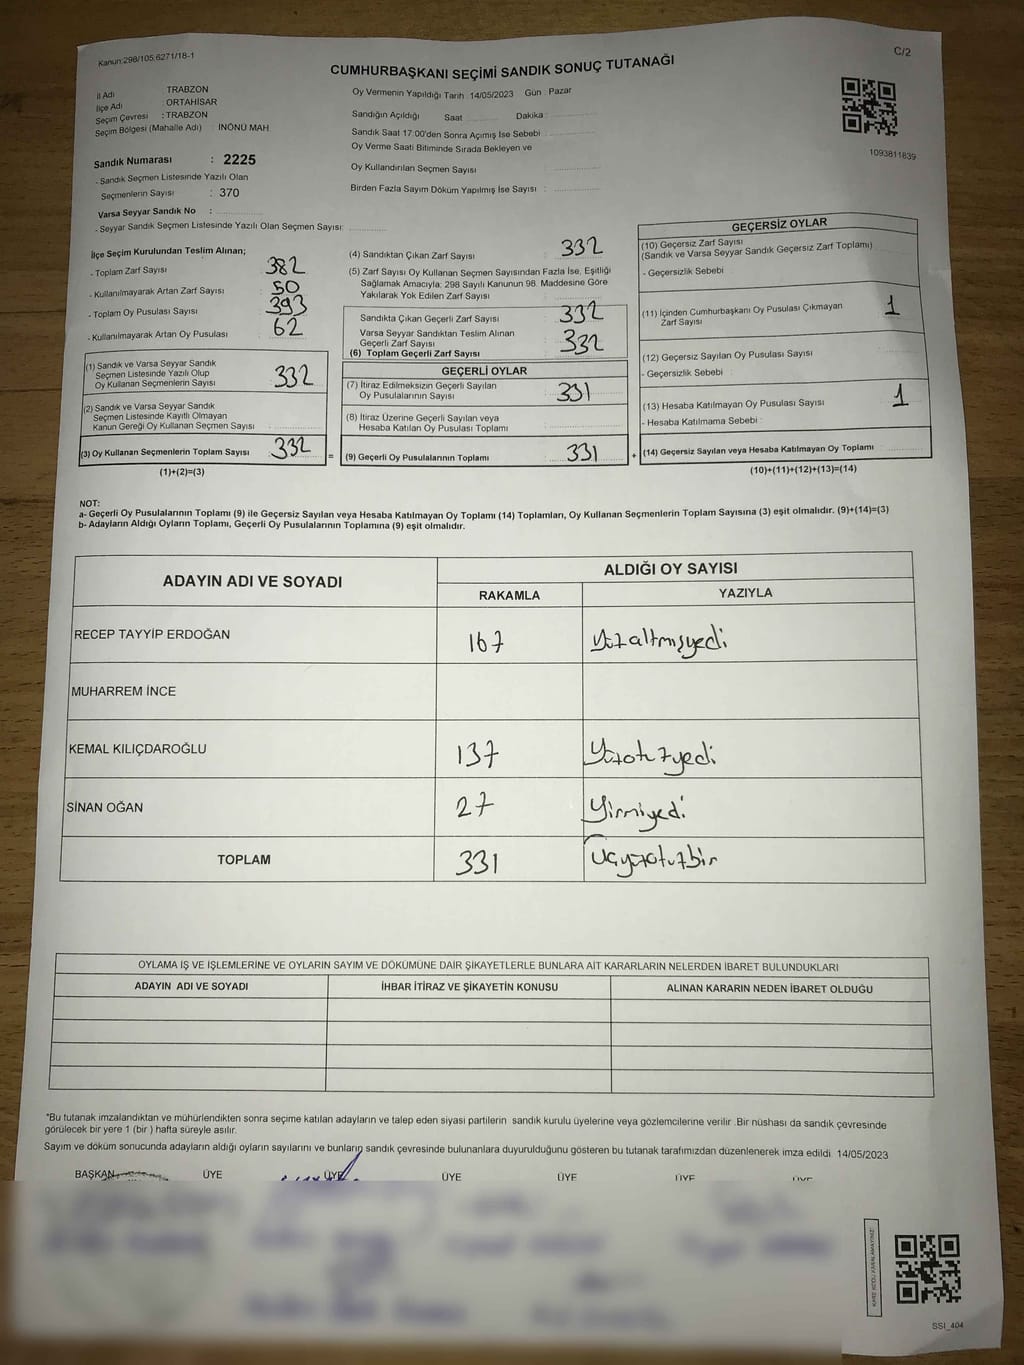 Kanun:298/105:6271/18-1
C/2
CUMHURBAŞKANI SEÇİMİ SANDIK SONUÇ TUTANAĞI
İl Adı TRABZON
İlçe Adı : ORTAHİSAR
Seçim Çevresi : TRABZON
Seçim Bölgesi (Mahalle Adı) : İNÖNÜ MAH
Sandık Numarası : 2225
- Sandık Seçmen Listesinde Yazılı Olan
Seçmenlerin Sayısı : 370
Varsa Seyyar Sandık No :
- Seyyar Sandık Seçmen Listesinde Yazılı Olan Seçmen Sayısı:
Oy Vermenin Yapıldığı Tarih :14/05/2023 Gün : Pazar
Sandığın Açıldığı Saat Dakika :
Sandık Saat 17:00'den Sonra Açımış İse Sebebi :
Oy Verme Saati Bitiminde Sırada Bekleyen ve
Oy Kullandırılan Seçmen Sayısı :
Birden Fazla Sayım Döküm Yapılmış İse Sayısı :
1093811839
İlçe Seçim Kurulundan Teslim Alınan;
- Toplam Zarf Sayısı 382
- Kullanılmayarak Artan Zarf Sayısı 50
- Toplam Oy Pusulası Sayısı 393
- Kullanılmayarak Artan Oy Pusulası 62
(1) Sandık ve Varsa Seyyar Sandık
Seçmen Listesinde Yazılı Olup
Oy Kullanan Seçmenlerin Sayısı 332
(2) Sandık ve Varsa Seyyar Sandık
Seçmen Listesinde Kayıtlı Olmayan
Kanun Gereği Oy Kullanan Seçmen Sayısı
(3) Oy Kullanan Seçmenlerin Toplam Sayısı 332
(1)+(2)=(3)
(4) Sandıktan Çıkan Zarf Sayısı 332
(5) Zarf Sayısı Oy Kullanan Seçmen Sayısından Fazla İse, Eşitliği
Sağlamak Amacıyla; 298 Sayılı Kanunun 98. Maddesine Göre
Yakılarak Yok Edilen Zarf Sayısı
Sandıkta Çıkan Geçerli Zarf Sayısı 332
Varsa Seyyar Sandıktan Teslim Alınan
Geçerli Zarf Sayısı 332
(6) Toplam Geçerli Zarf Sayısı
GEÇERLİ OYLAR
(7) İtiraz Edilmeksizin Geçerli Sayılan
Oy Pusulalarının Sayısı 331
(8) İtiraz Üzerine Geçerli Sayılan veya
Hesaba Katılan Oy Pusulası Toplamı
= (9) Geçerli Oy Pusulalarının Toplamı 331
GEÇERSİZ OYLAR
(10) Geçersiz Zarf Sayısı
(Sandık ve Varsa Seyyar Sandık Geçersiz Zarf Toplamı)
- Geçersizlik Sebebi
(11) İçinden Cumhurbaşkanı Oy Pusulası Çıkmayan
Zarf Sayısı 1
(12) Geçersiz Sayılan Oy Pusulası Sayısı
- Geçersizlik Sebebi :
(13) Hesaba Katılmayan Oy Pusulası Sayısı 1
- Hesaba Katılmama Sebebi :
+ (14) Geçersiz Sayılan veya Hesaba Katılmayan Oy Toplamı
(10)+(11)+(12)+(13)=(14)
NOT:
a- Geçerli Oy Pusulalarının Toplamı (9) ile Geçersiz Sayılan veya Hesaba Katılmayan Oy Toplamı (14) Toplamları, Oy Kullanan Seçmenlerin Toplam Sayısına (3) eşit olmalıdır. (9)+(14)=(3)
b- Adayların Aldığı Oyların Toplamı, Geçerli Oy Pusulalarının Toplamına (9) eşit olmalıdır.
ADAYIN ADI VE SOYADI
ALDIĞI OY SAYISI
RAKAMLA YAZIYLA
RECEP TAYYİP ERDOĞAN 167 Yüzaltmışyedi
MUHARREM İNCE
KEMAL KILIÇDAROĞLU 137 Yüzotuzyedi
SİNAN OĞAN 27 Yirmiyedi
TOPLAM 331 Üçyüzotuzbir
OYLAMA İŞ VE İŞLEMLERİNE VE OYLARIN SAYIM VE DÖKÜMÜNE DAİR ŞİKAYETLERLE BUNLARA AİT KARARLARIN NELERDEN İBARET BULUNDUKLARI
ADAYIN ADI VE SOYADI İHBAR İTİRAZ VE ŞİKAYETİN KONUSU ALINAN KARARIN NEDEN İBARET OLDUĞU
*Bu tutanak imzalandıktan ve mühürlendikten sonra seçime katılan adayların ve talep eden siyasi partilerin sandık kurulu üyelerine veya gözlemcilerine verilir .Bir nüshası da sandık çevresinde
görülecek bir yere 1 (bir ) hafta süreyle asılır.
Sayım ve döküm sonucunda adayların aldığı oyların sayılarını ve bunların sandık çevresinde bulunanlara duyurulduğunu gösteren bu tutanak tarafımızdan düzenlenerek imza edildi. 14/05/2023
BAŞKAN ÜYE ÜYE ÜYE ÜYE ÜYE ÜYE
SSI_404